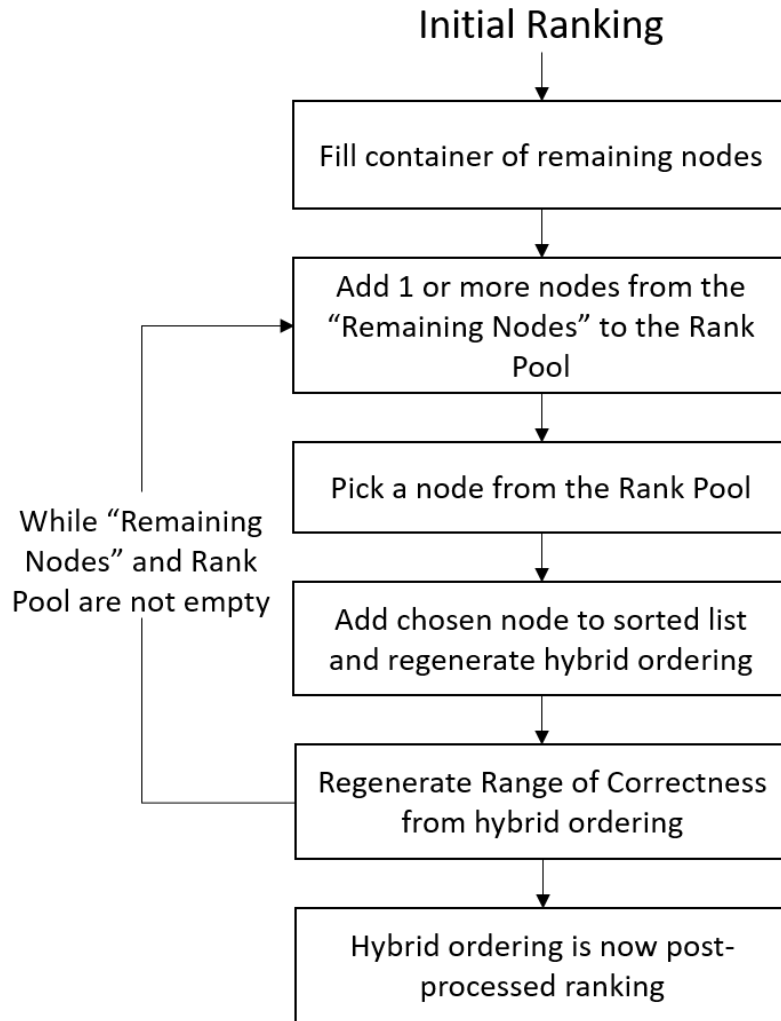 Initial Ranking
Fill container of remaining nodes
Add 1 or more nodes from the
“Remaining Nodes” to the Rank
Pool
Pick a node from the Rank Pool
While “Remaining
Nodes” and Rank
Pool are not empty
Add chosen node to sorted list
and regenerate hybrid ordering
Regenerate Range of Correctness
from hybrid ordering
Hybrid ordering is now post-
processed ranking